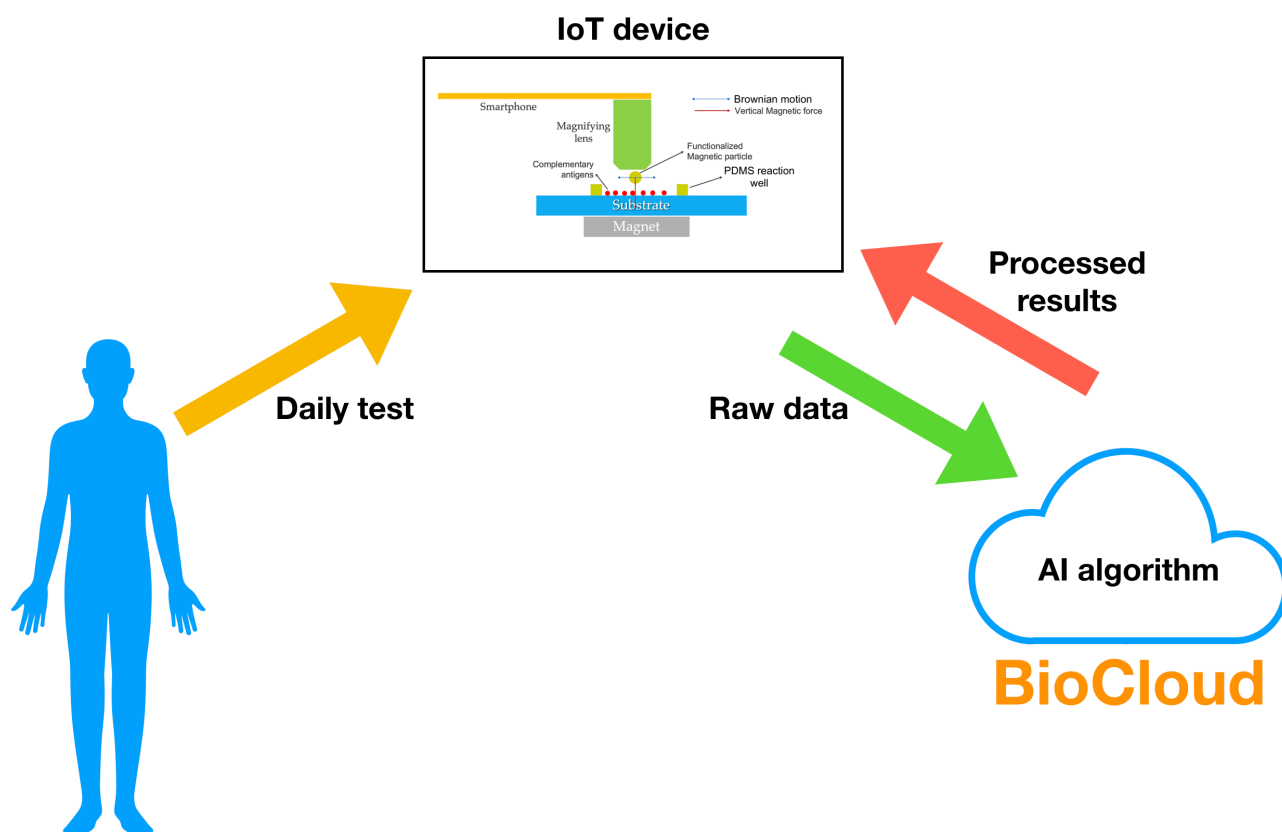 IoT device
Smartphone
Brownian motion
Vertical Magnetic force
Magnifying
lens
Functionalized
Magnetic particle
Complementary
antigens
PDMS reaction
well
Substrate
Magnet
Processed
results
Daily test
Raw data
AI algorithm
BioCloud